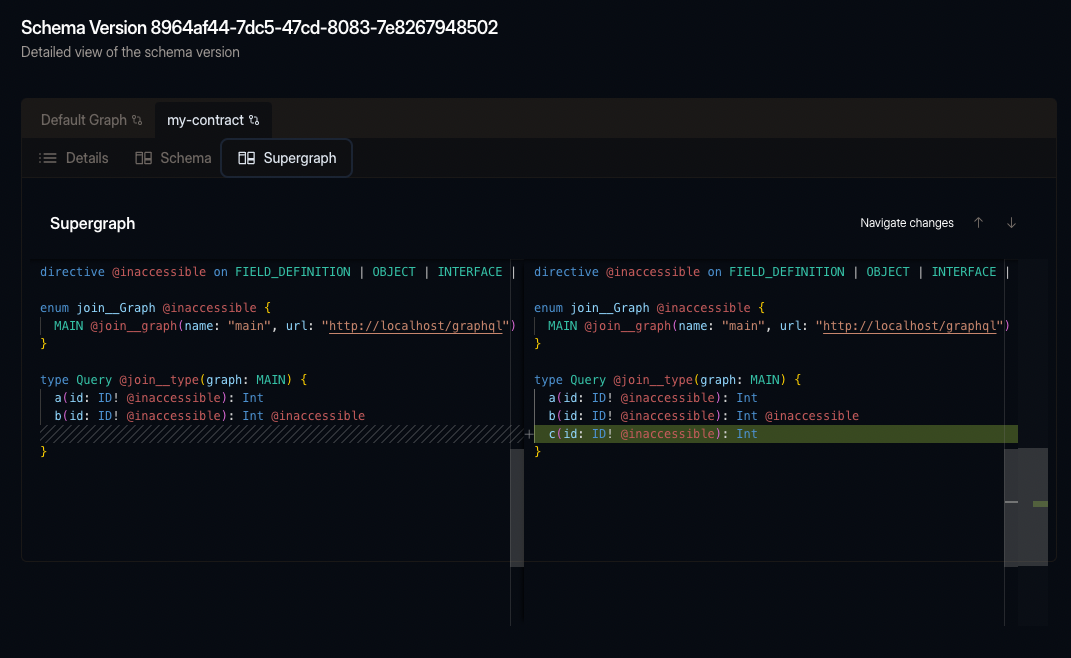 Schema Version 8964af44-7dc5-47cd-8083-7e8267948502
Detailed view of the schema version
Default Graph my-contract
Details Schema Supergraph
Supergraph
Navigate changes ↑ ↓
directive @inaccessible on FIELD_DEFINITION | OBJECT | INTERFACE |
enum join__Graph @inaccessible {
MAIN @join__graph(name: "main", url: "http://localhost/graphql")
}
type Query @join__type(graph: MAIN) {
a(id: ID! @inaccessible): Int
b(id: ID! @inaccessible): Int @inaccessible
}
directive @inaccessible on FIELD_DEFINITION | OBJECT | INTERFACE |
enum join__Graph @inaccessible {
MAIN @join__graph(name: "main", url: "http://localhost/graphql")
}
type Query @join__type(graph: MAIN) {
a(id: ID! @inaccessible): Int
b(id: ID! @inaccessible): Int @inaccessible
+ c(id: ID! @inaccessible): Int
}